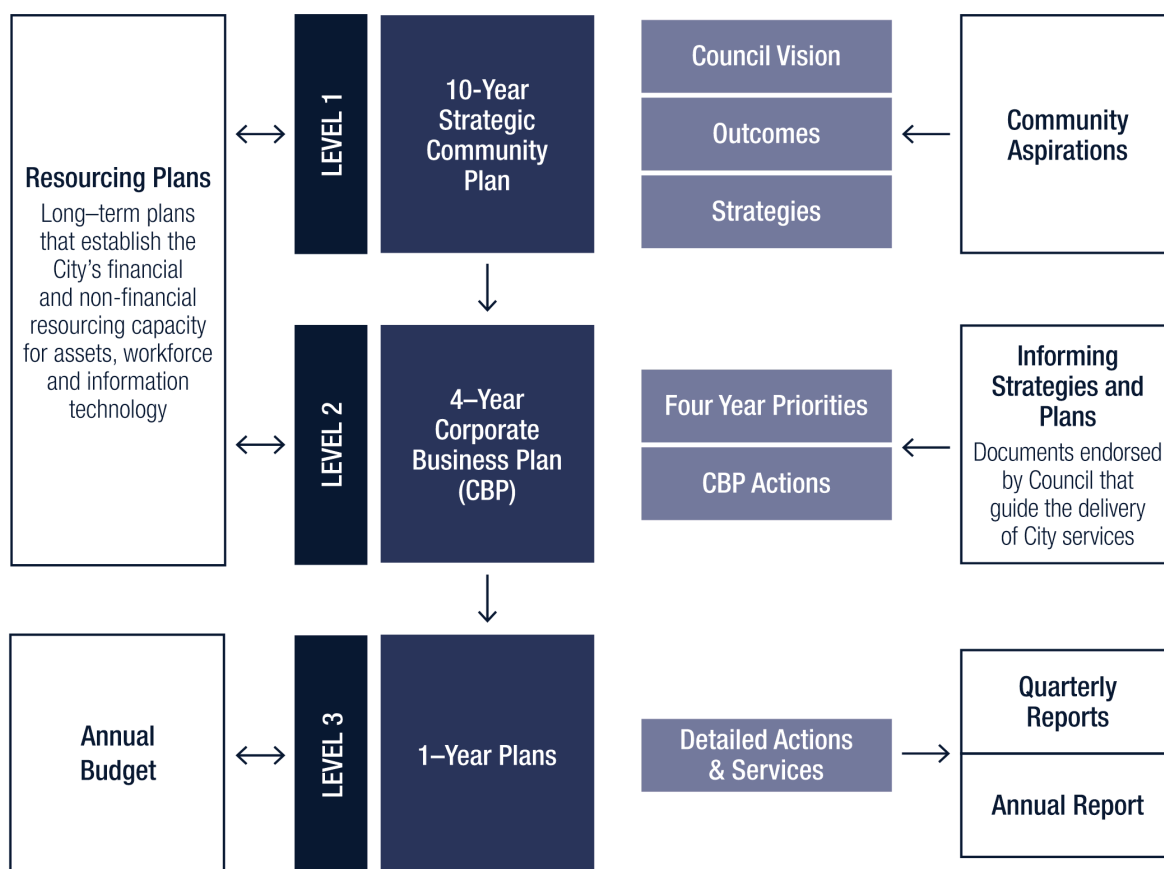 Resourcing Plans
Long–term plans
that establish the
City’s financial
and non-financial
resourcing capacity
for assets, workforce
and information
technology
LEVEL 1
10-Year
Strategic
Community
Plan
Council Vision
Outcomes
Strategies
Community
Aspirations
LEVEL 2
4–Year
Corporate
Business Plan
(CBP)
Four Year Priorities
CBP Actions
Informing
Strategies and
Plans
Documents endorsed
by Council that
guide the delivery
of City services
Annual
Budget
LEVEL 3
1–Year Plans
Detailed Actions
& Services
Quarterly
Reports
Annual Report